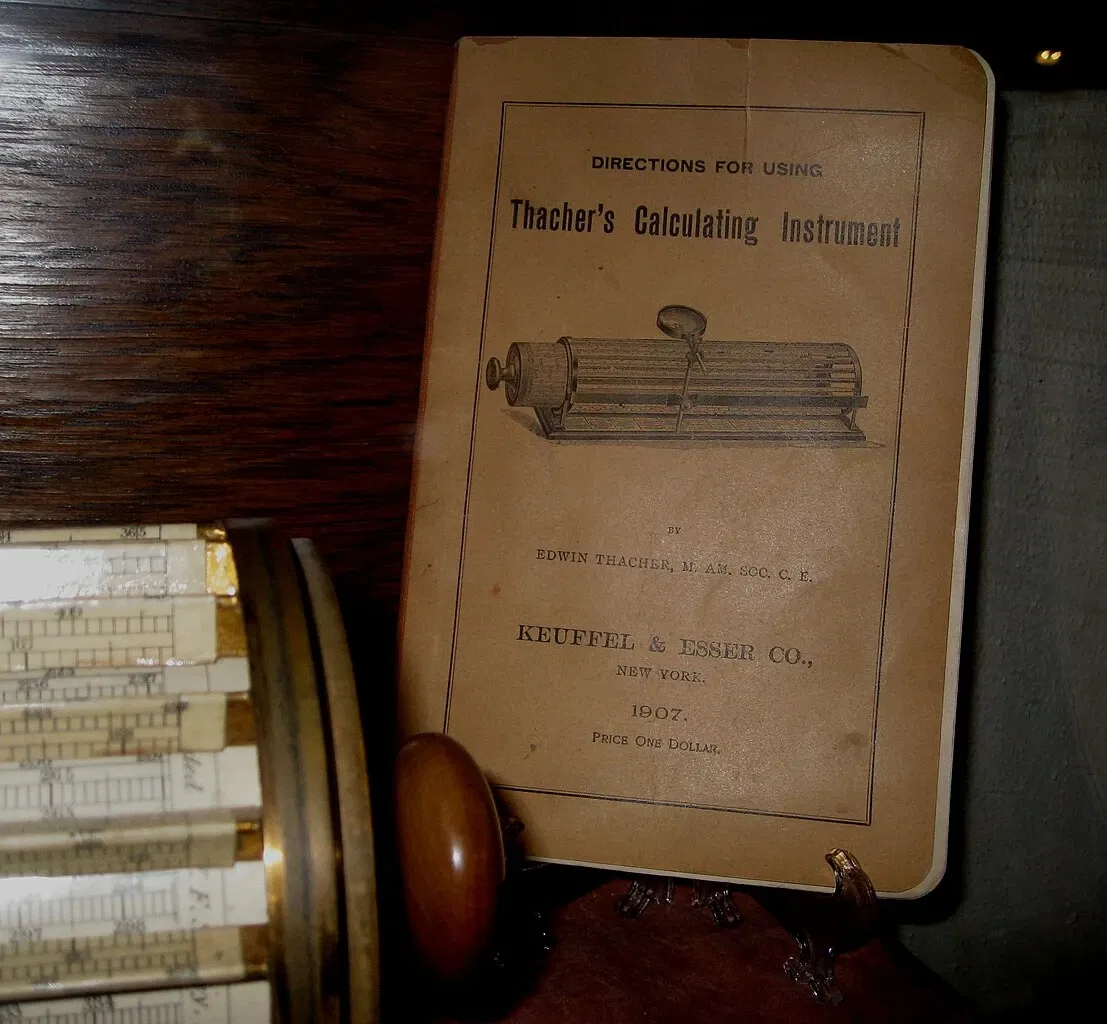 DIRECTIONS FOR USING
Thacher's Calculating Instrument
BY
EDWIN THACHER, M. AM. SOC. C. E.
KEUFFEL & ESSER CO.,
NEW YORK.
1907.
PRICE ONE DOLLAR.
365